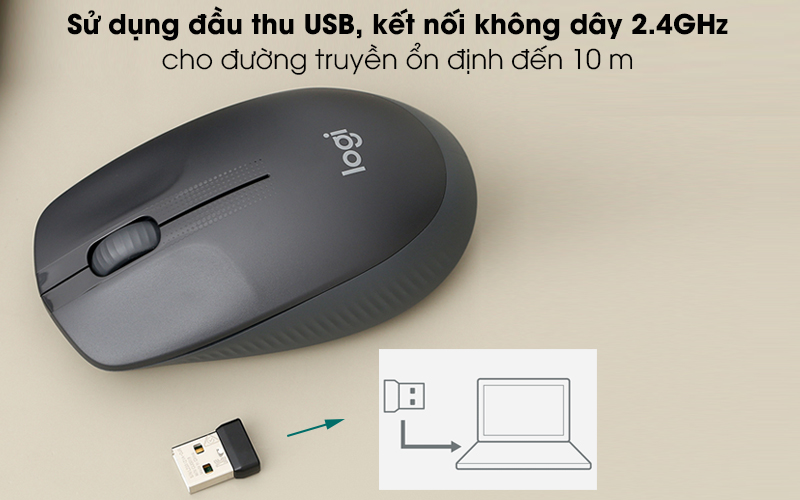 Sử dụng đầu thu USB, kết nối không dây 2.4GHz
cho đường truyền ổn định đến 10 m
logi